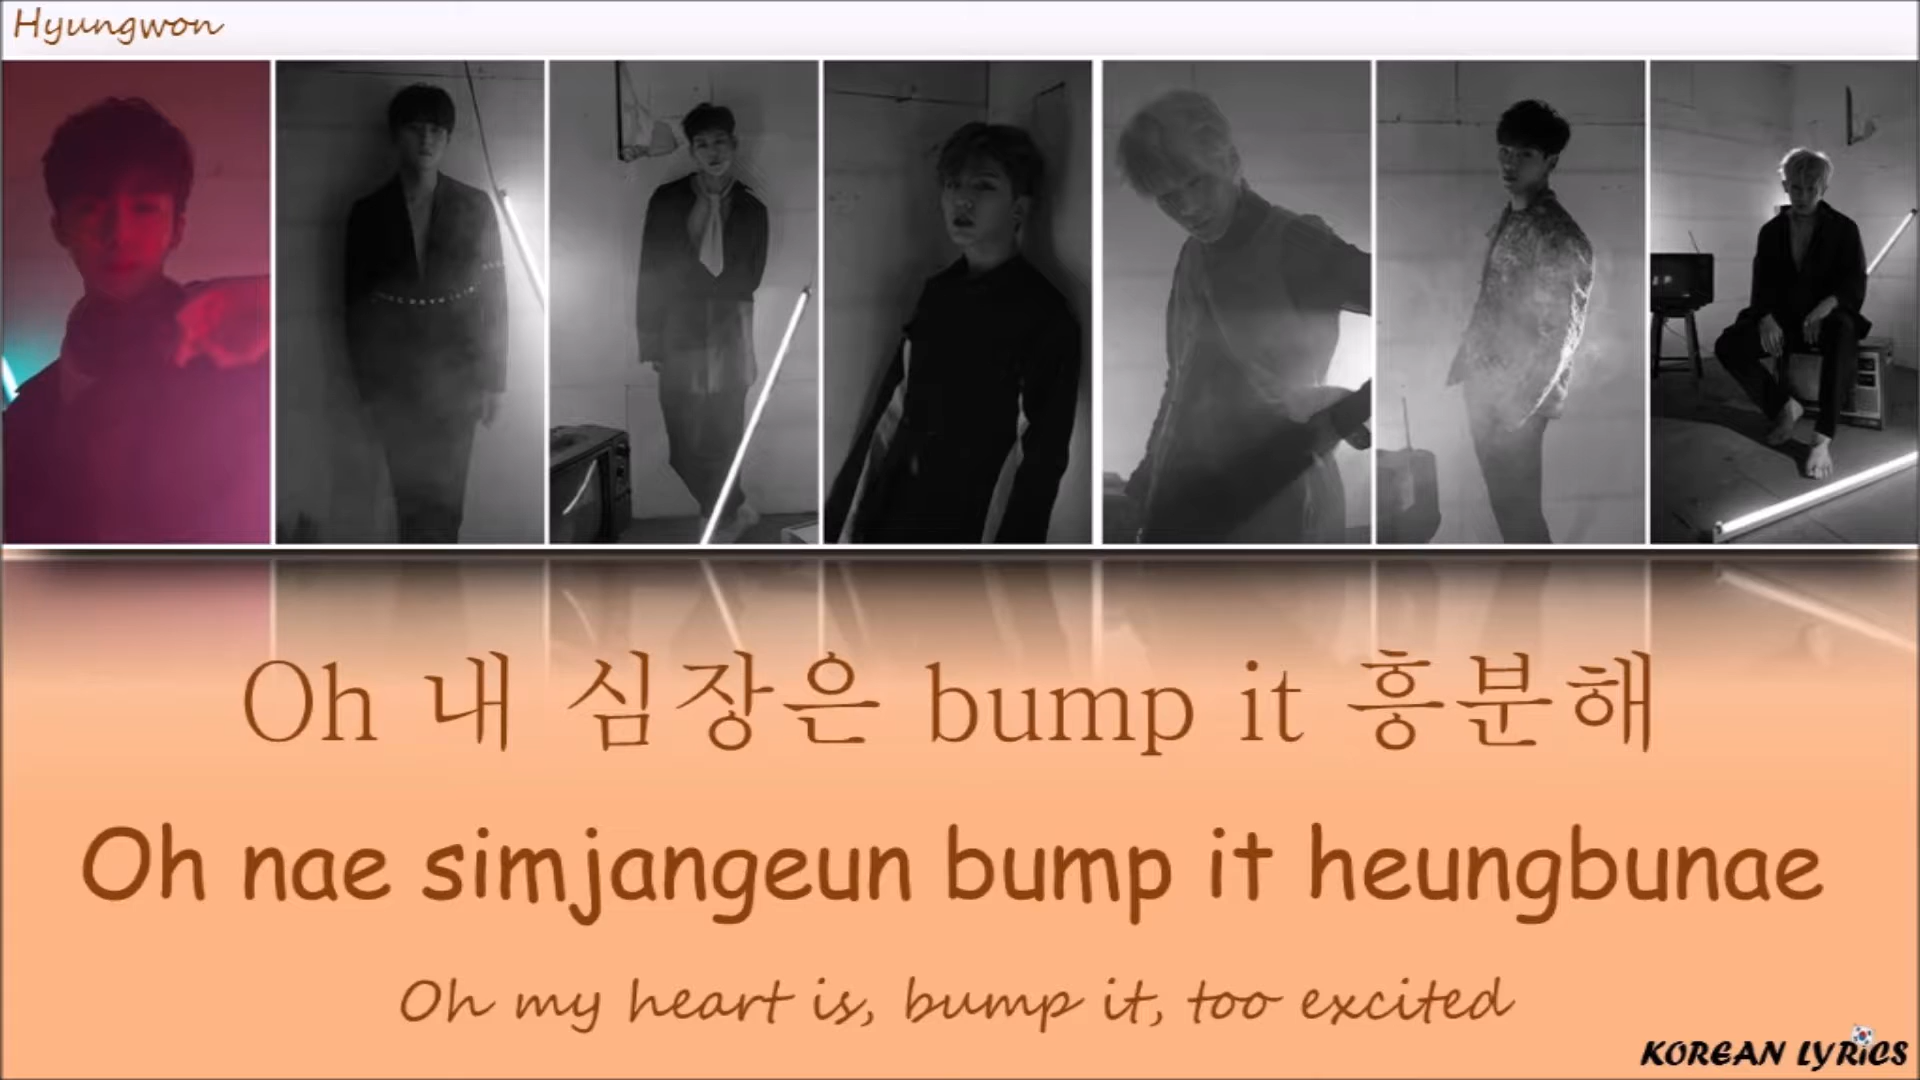 Hyungwon
Oh 내 심장은 bump it 흥분해
Oh nae simjangeun bump it heungbunae
Oh my heart is, bump it, too excited
KOREAN LYRICS